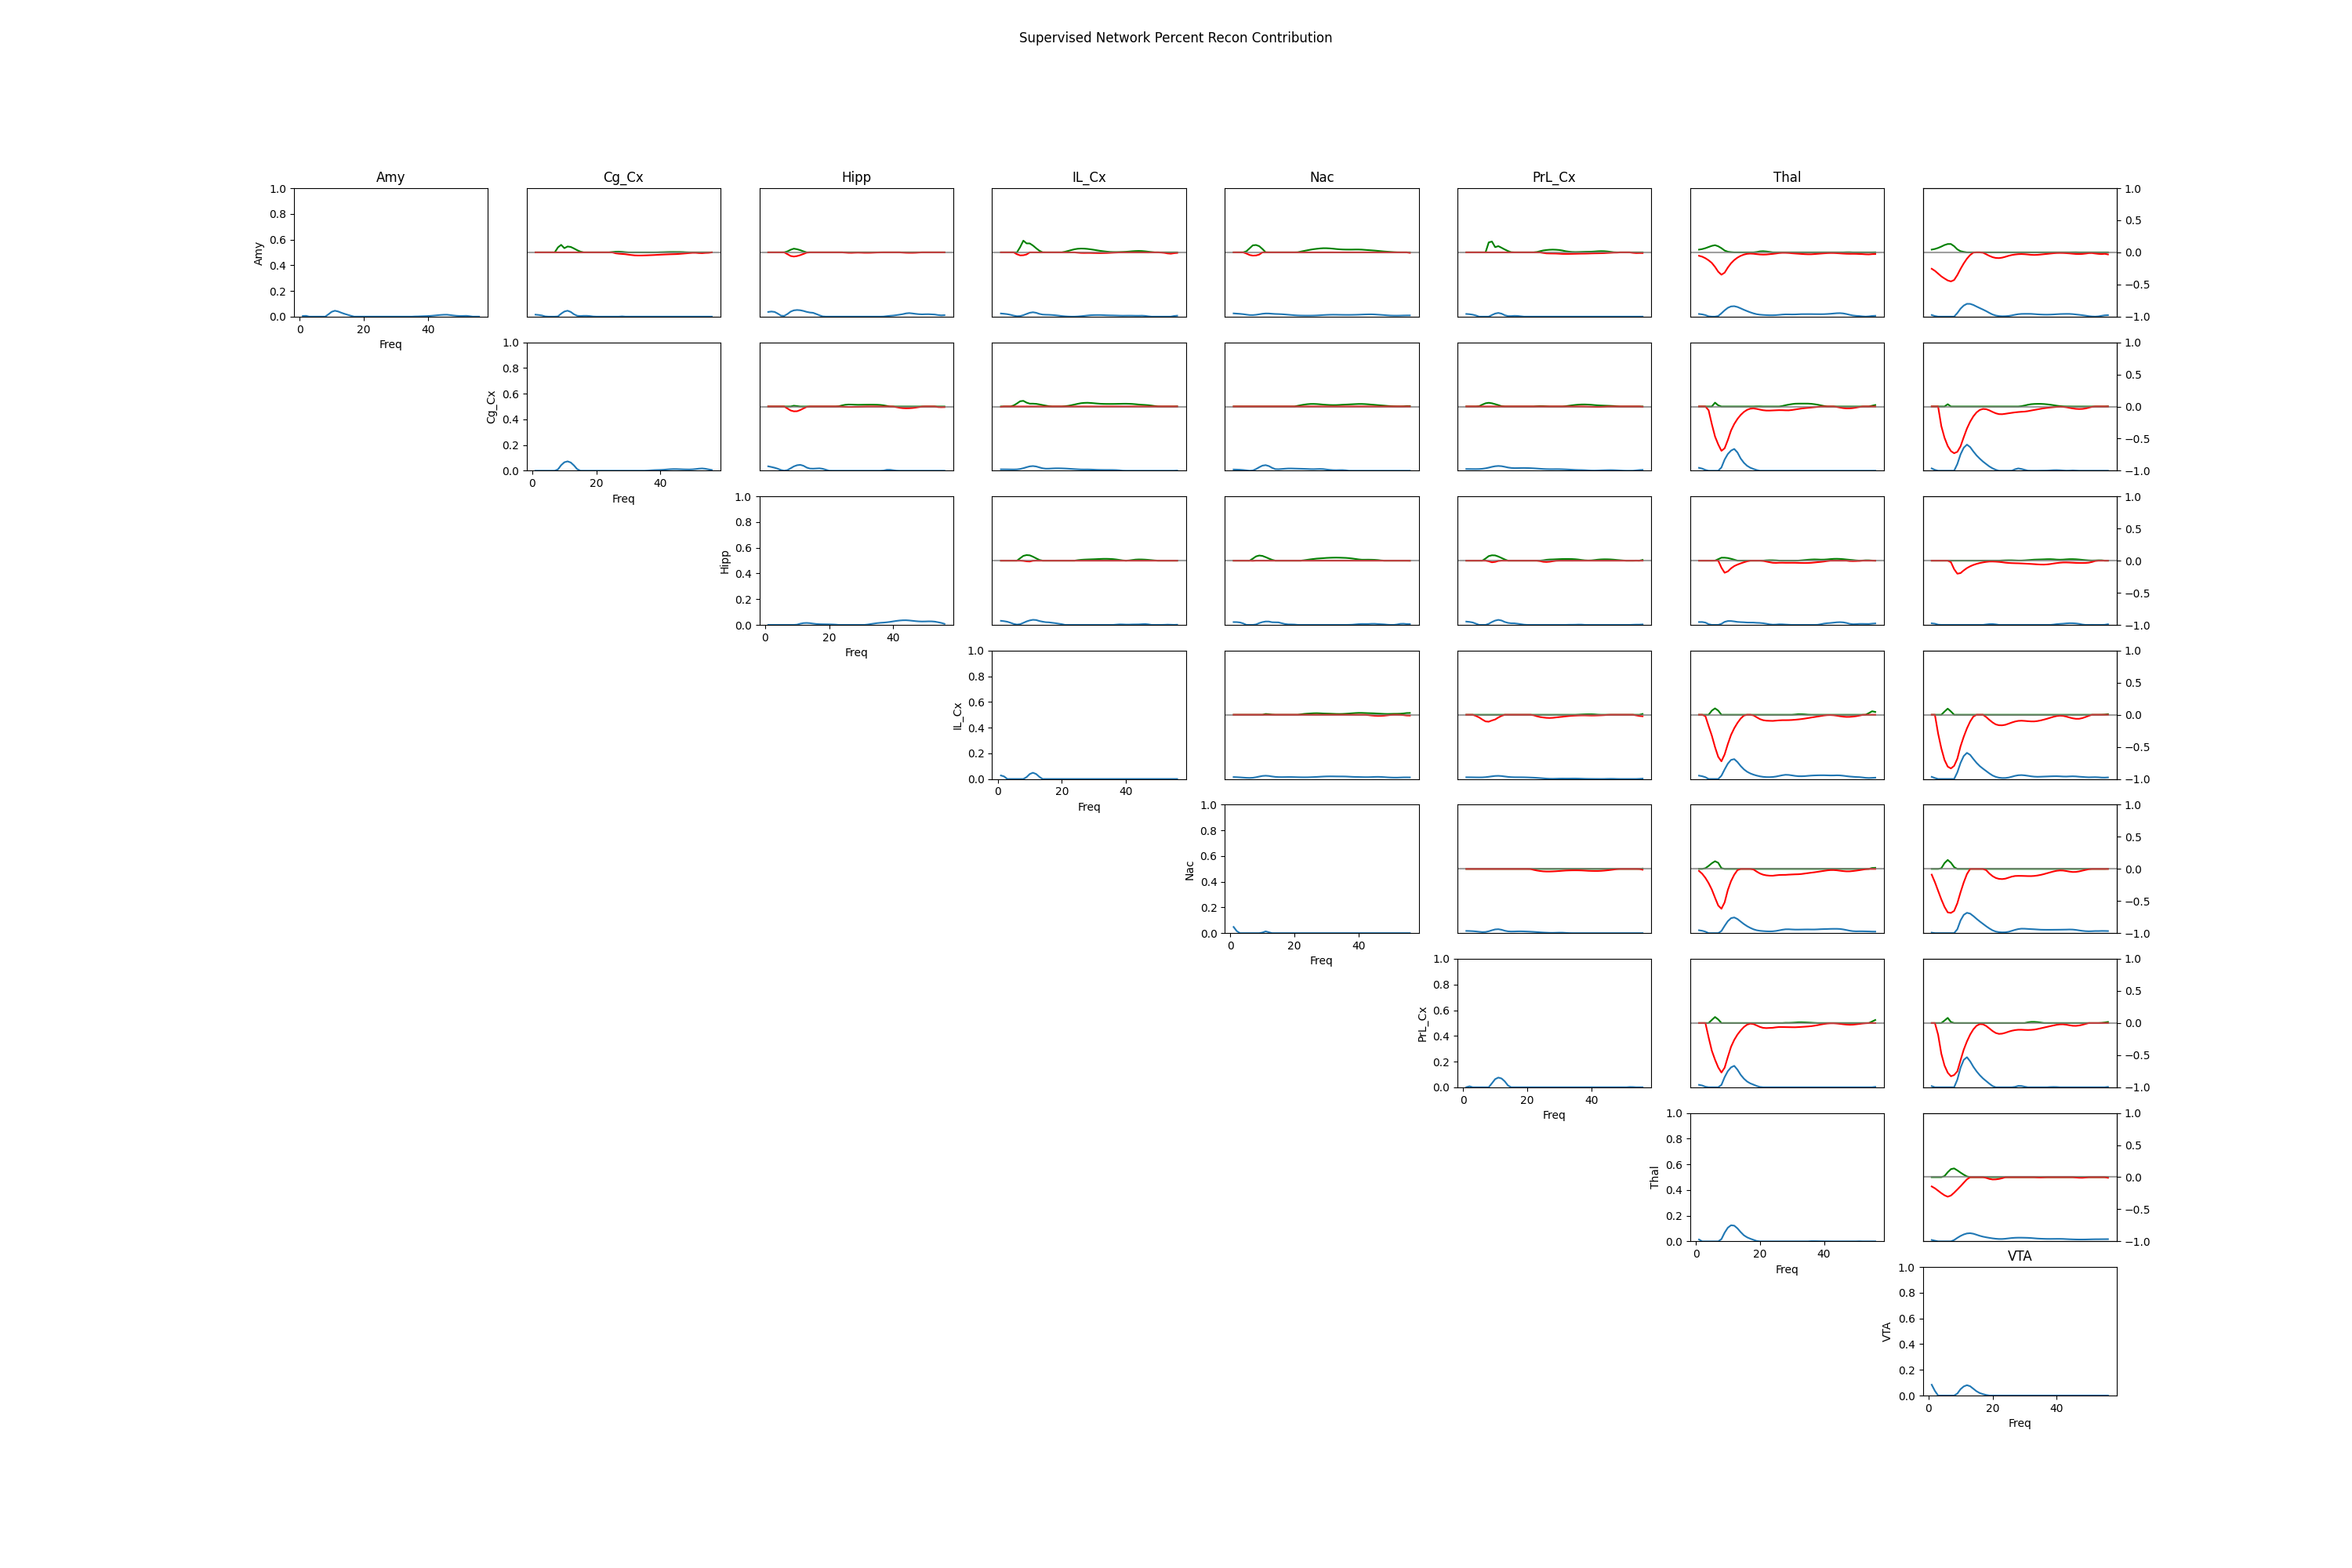 Supervised Network Percent Recon Contribution
Amy Cg_Cx Hipp IL_Cx Nac PrL_Cx Thal
Amy
1.0 0.8 0.6 0.4 0.2 0.0
0 20 40
Freq
1.0 0.5 0.0 −0.5 −1.0
Cg_Cx
1.0 0.8 0.6 0.4 0.2 0.0
0 20 40
Freq
1.0 0.5 0.0 −0.5 −1.0
Hipp
1.0 0.8 0.6 0.4 0.2 0.0
0 20 40
Freq
1.0 0.5 0.0 −0.5 −1.0
IL_Cx
1.0 0.8 0.6 0.4 0.2 0.0
0 20 40
Freq
1.0 0.5 0.0 −0.5 −1.0
Nac
1.0 0.8 0.6 0.4 0.2 0.0
0 20 40
Freq
1.0 0.5 0.0 −0.5 −1.0
PrL_Cx
1.0 0.8 0.6 0.4 0.2 0.0
0 20 40
Freq
1.0 0.5 0.0 −0.5 −1.0
Thal
1.0 0.8 0.6 0.4 0.2 0.0
0 20 40
Freq
1.0 0.5 0.0 −0.5 −1.0
VTA
VTA
1.0 0.8 0.6 0.4 0.2 0.0
0 20 40
Freq